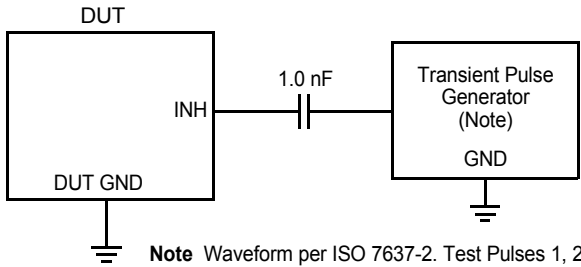 DUT
1.0 nF
INH
Transient Pulse
Generator
(Note)
GND
DUT GND
Note Waveform per ISO 7637-2. Test Pulses 1, 2